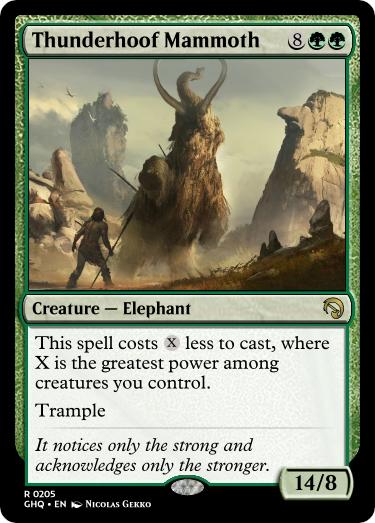 Thunderhoof Mammoth 8
Creature — Elephant
This spell costs X less to cast, where
X is the greatest power among
creatures you control.
Trample
It notices only the strong and
acknowledges only the stronger.
14/8
R 0205
GHQ • EN Nicolas Gekko